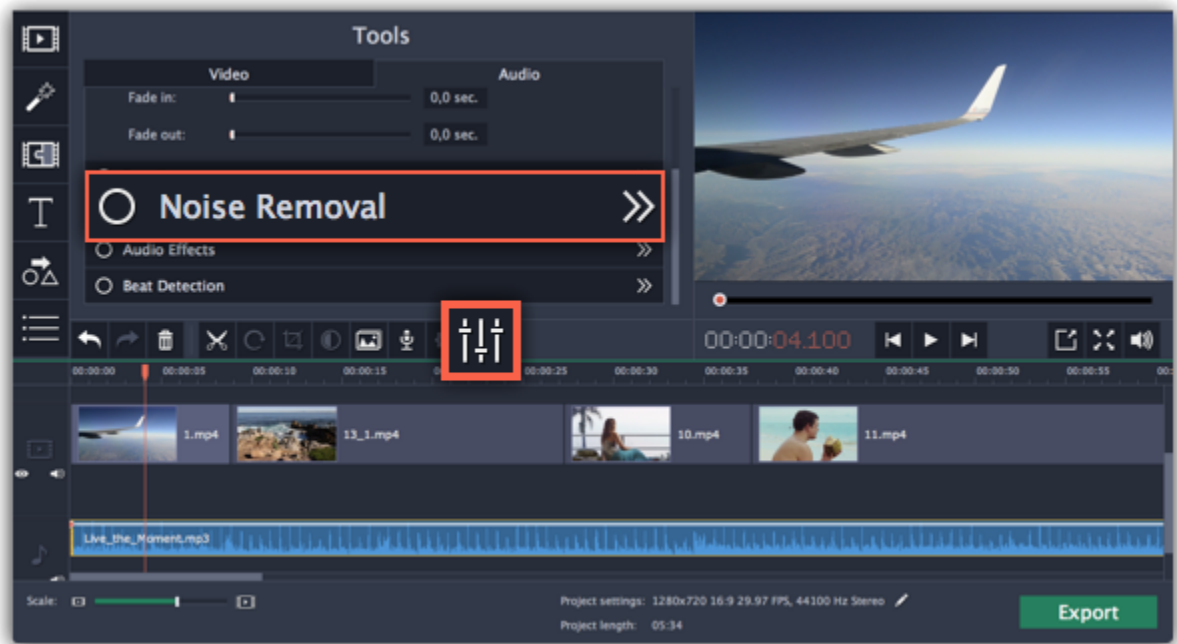 Tools
Video
Audio
Fade in:
0,0 sec.
Fade out:
0,0 sec.
Noise Removal
Audio Effects
Beat Detection
00:00:04.100
00:00:00
00:00:05
00:00:10
00:00:15
00:00:25
00:00:30
00:00:35
00:00:40
00:00:45
00:00:50
00:00:55
1.mp4
13_1.mp4
10.mp4
11.mp4
Live_the_Moment.mp3
Scale:
Project settings: 1280x720 16:9 29.97 FPS, 44100 Hz Stereo
Project length: 05:34
Export